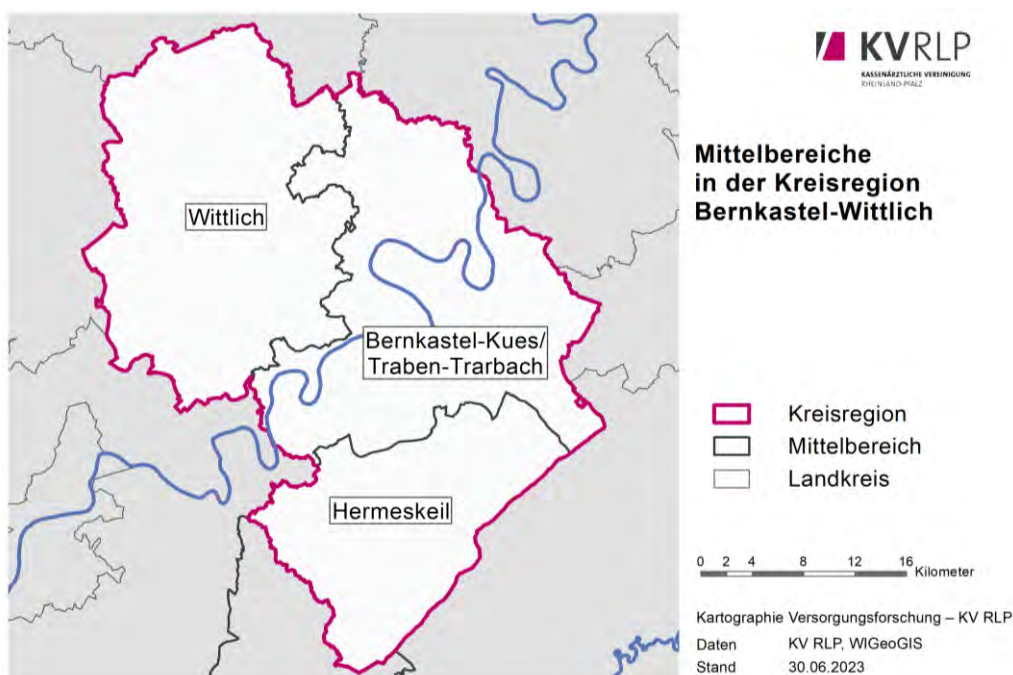 KVRLP
KASSENÄRZTLICHE VEREINIGUNG
RHEINLAND-PFALZ
Mittelbereiche
in der Kreisregion
Bernkastel-Wittlich
Wittlich
Bernkastel-Kues/
Traben-Trarbach
Hermeskeil
Kreisregion
Mittelbereich
Landkreis
0 2 4 8 12 16
Kilometer
Kartographie Versorgungsforschung – KV RLP
Daten KV RLP, WIGeoGIS
Stand 30.06.2023